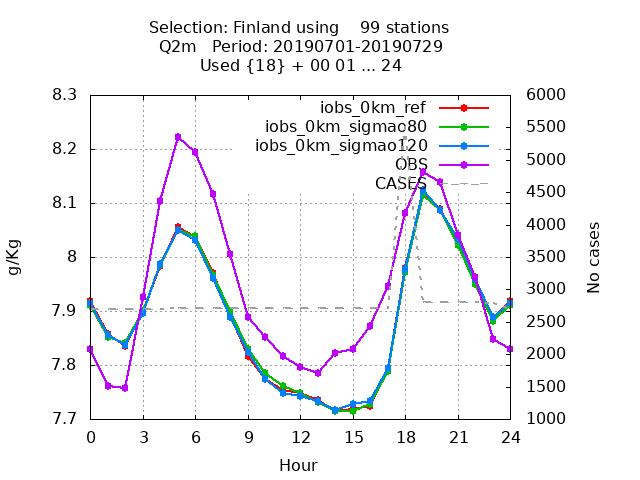 Selection: Finland using    99 stations
Q2m   Period: 20190701-20190729
Used {18} + 00 01 ... 24
iobs_0km_ref
iobs_0km_sigmao80
iobs_0km_sigmao120
OBS
CASES
8.3
8.2
8.1
8
7.9
7.8
7.7
g/Kg
6000
5500
5000
4500
4000
3500
3000
2500
2000
1500
1000
No cases
0 3 6 9 12 15 18 21 24
Hour